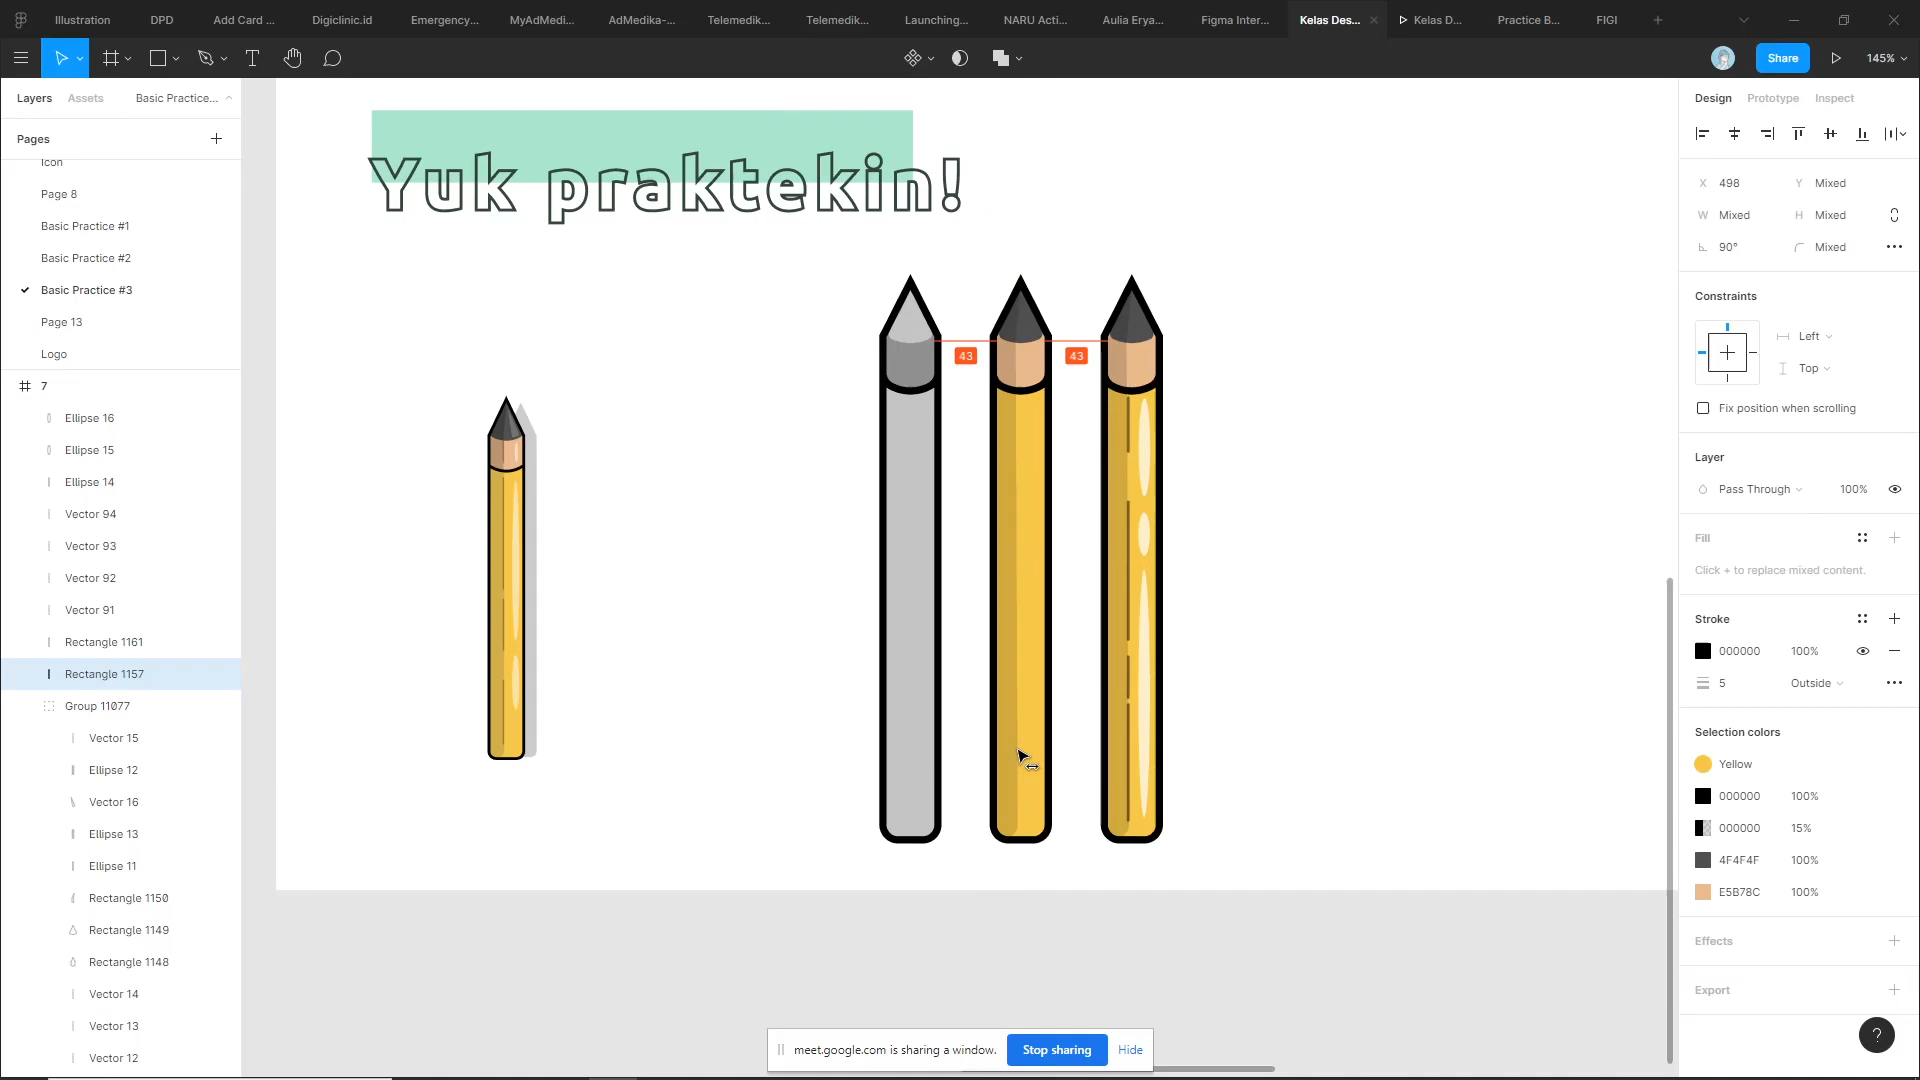 Illustration
DPD
Add Card ...
Digiclinic.id
Emergency...
MyAdMedi...
AdMedika-...
Telemedik...
Telemedik...
Launching...
NARU Acti...
Aulia Erya...
Figma Inter...
Kelas Des...
Kelas D...
Practice B...
FIGI
Share
145%
Layers
Assets
Basic Practice...
Pages
Icon
Page 8
Basic Practice #1
Basic Practice #2
Basic Practice #3
Page 13
Logo
7
Ellipse 16
Ellipse 15
Ellipse 14
Vector 94
Vector 93
Vector 92
Vector 91
Rectangle 1161
Rectangle 1157
Group 11077
Vector 15
Ellipse 12
Vector 16
Ellipse 13
Ellipse 11
Rectangle 1150
Rectangle 1149
Rectangle 1148
Vector 14
Vector 13
Vector 12
Yuk praktekin!
43
43
meet.google.com is sharing a window.
Stop sharing
Hide
Design
Prototype
Inspect
X 498 Y Mixed
W Mixed H Mixed
90° Mixed
Constraints
Left
Top
Fix position when scrolling
Layer
Pass Through 100%
Fill
Click + to replace mixed content.
Stroke
000000 100%
5 Outside
Selection colors
Yellow
000000 100%
000000 15%
4F4F4F 100%
E5B78C 100%
Effects
Export
?